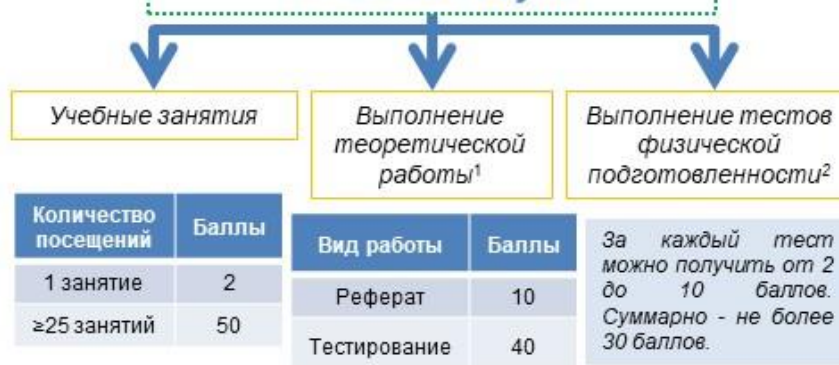 Учебные занятия
Выполнение
теоретической
работы¹
Выполнение тестов
физической
подготовленности²
Количество
посещений
Баллы
1 занятие
2
≥25 занятий
50
Вид работы
Баллы
Реферат
10
Тестирование
40
За каждый тест
можно получить от 2
до 10 баллов.
Суммарно - не более
30 баллов.